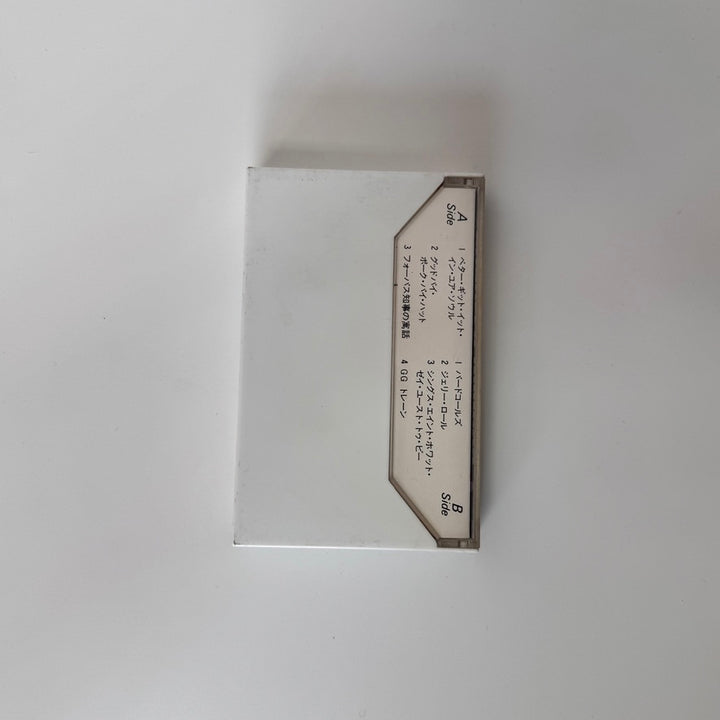 A
Side
1 ベター・ギット・イット・
イン・ユア・ソウル
2 グッドバイ・
ポーク・パイ・ハット
3 フォーバス知事の寓話
1 バードコールズ
2 ジェリー・ロール
3 シングス・エイント・ホワット・
ゼイ・ユースト・トゥ・ビー
4 GG トレーン
B
Side